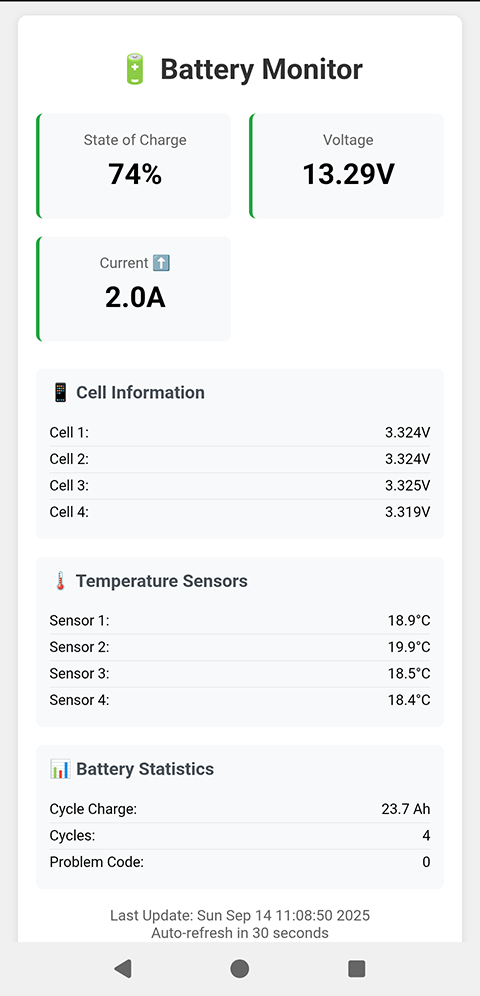 Battery Monitor
State of Charge
74%
Voltage
13.29V
Current
2.0A
Cell Information
Cell 1: 3.324V
Cell 2: 3.324V
Cell 3: 3.325V
Cell 4: 3.319V
Temperature Sensors
Sensor 1: 18.9°C
Sensor 2: 19.9°C
Sensor 3: 18.5°C
Sensor 4: 18.4°C
Battery Statistics
Cycle Charge: 23.7 Ah
Cycles: 4
Problem Code: 0
Last Update: Sun Sep 14 11:08:50 2025
Auto-refresh in 30 seconds